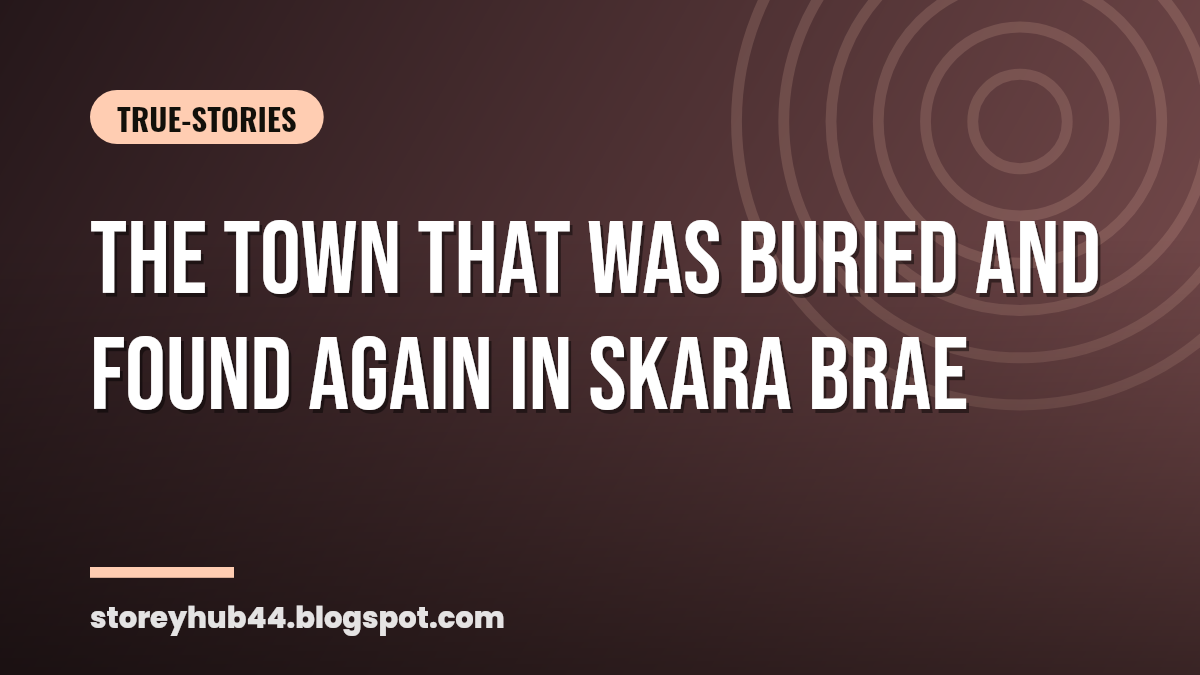 TRUE-STORIES
THE TOWN THAT WAS BURIED AND
FOUND AGAIN IN SKARA BRAE
storeyhub44.blogspot.com